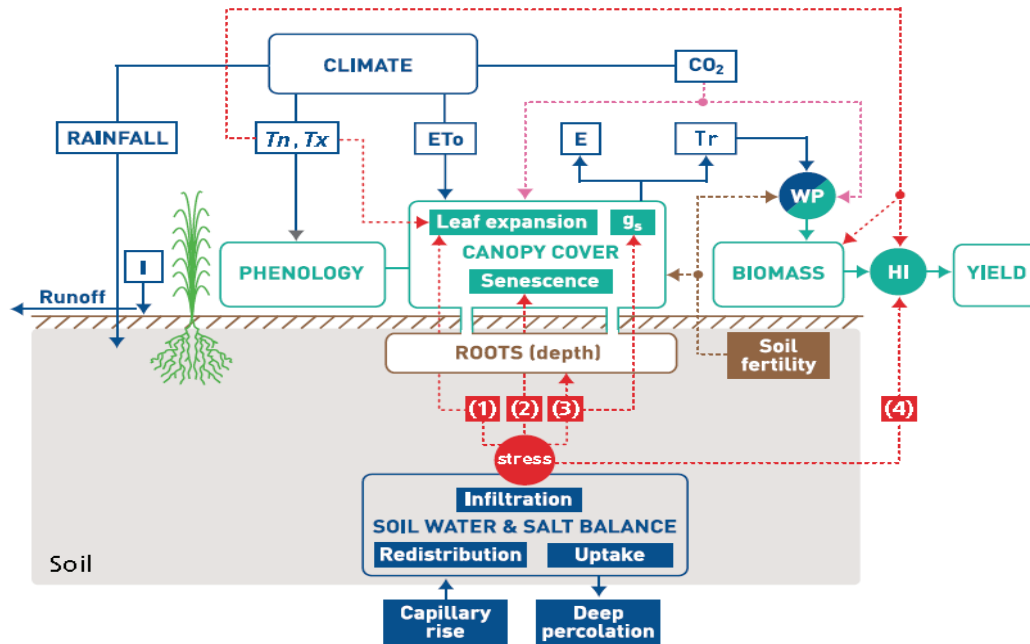 CLIMATE
CO₂
RAINFALL
Tn, Tx
ETo
E
Tr
WP
Leaf expansion
gs
CANOPY COVER
Senescence
PHENOLOGY
BIOMASS
HI
YIELD
I
Runoff
ROOTS (depth)
Soil
fertility
(1)
(2)
(3)
(4)
stress
Infiltration
SOIL WATER & SALT BALANCE
Redistribution
Uptake
Soil
Capillary
rise
Deep
percolation